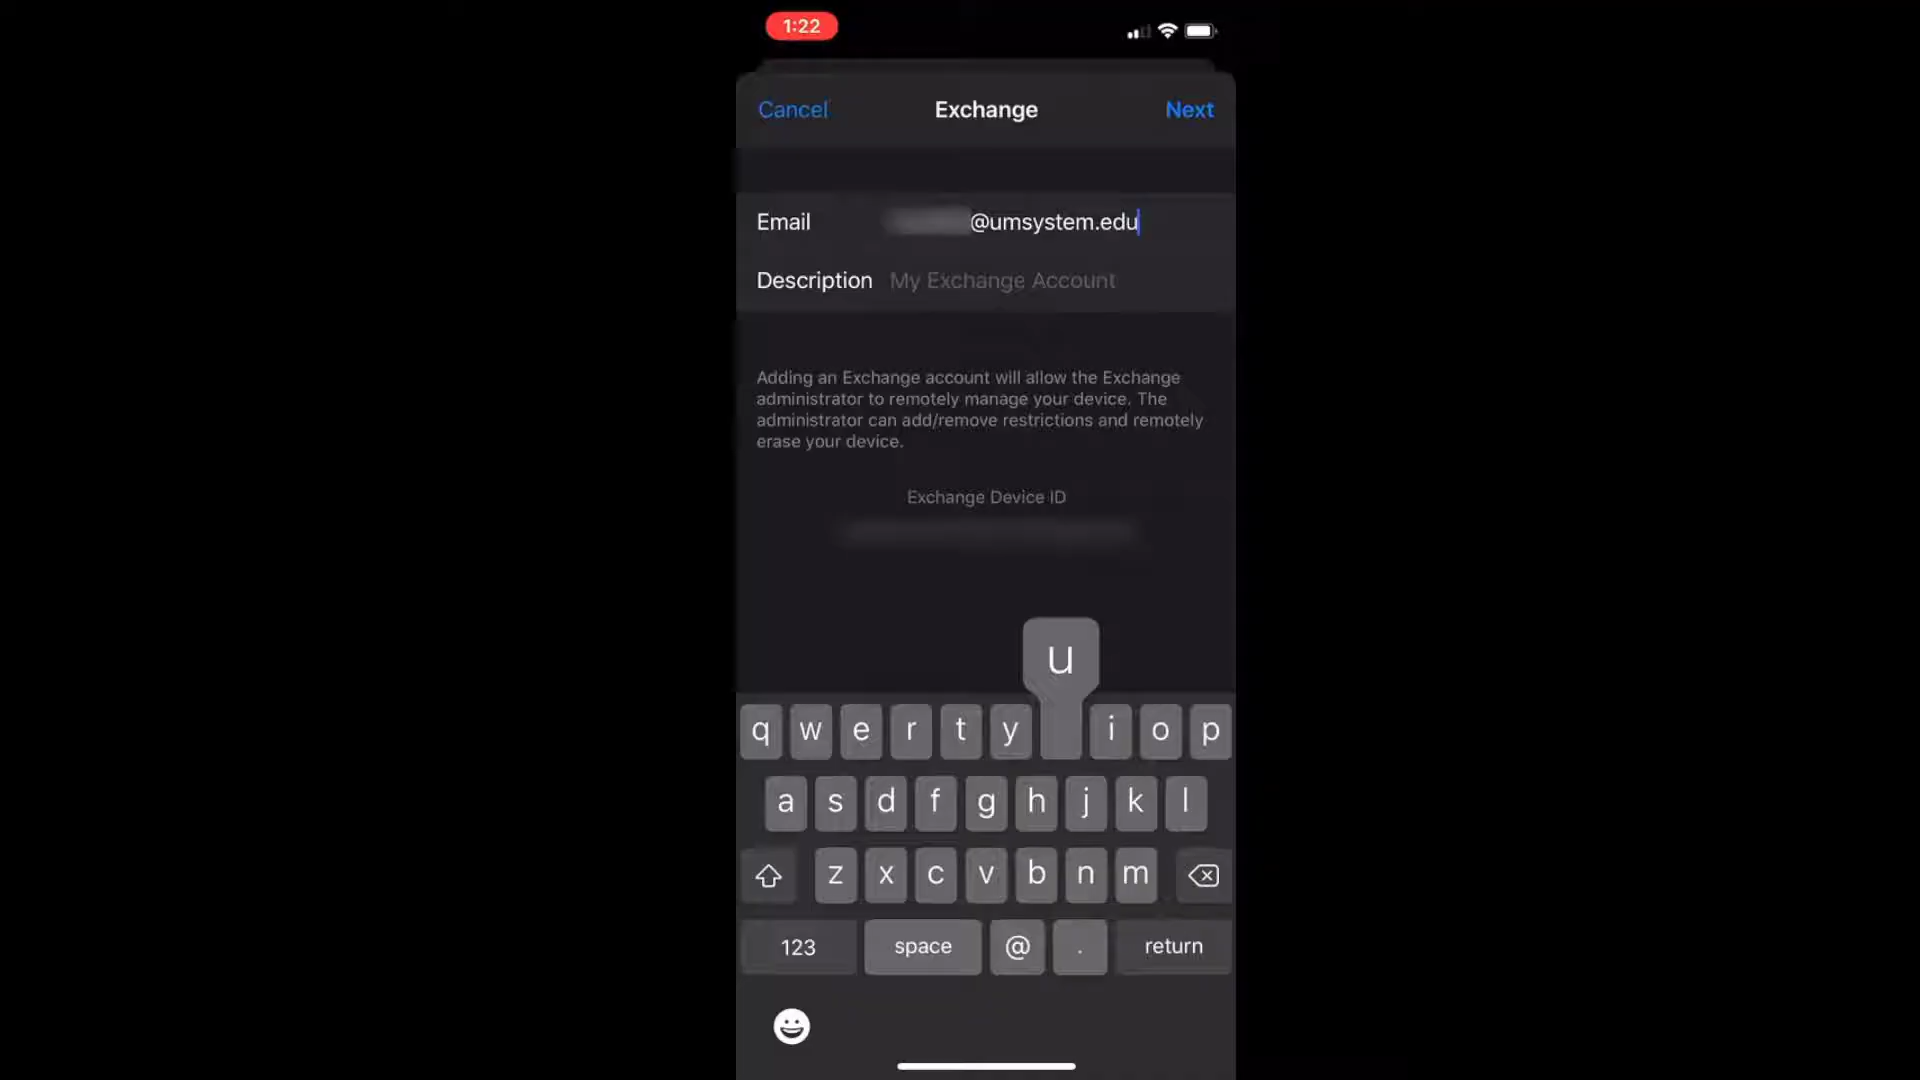 1:22
Cancel Exchange Next
Email @umsystem.edu
Description My Exchange Account
Adding an Exchange account will allow the Exchange
administrator to remotely manage your device. The
administrator can add/remove restrictions and remotely
erase your device.
Exchange Device ID
u
q w e r t y i o p
a s d f g h j k l
z x c v b n m
123 space @ . return